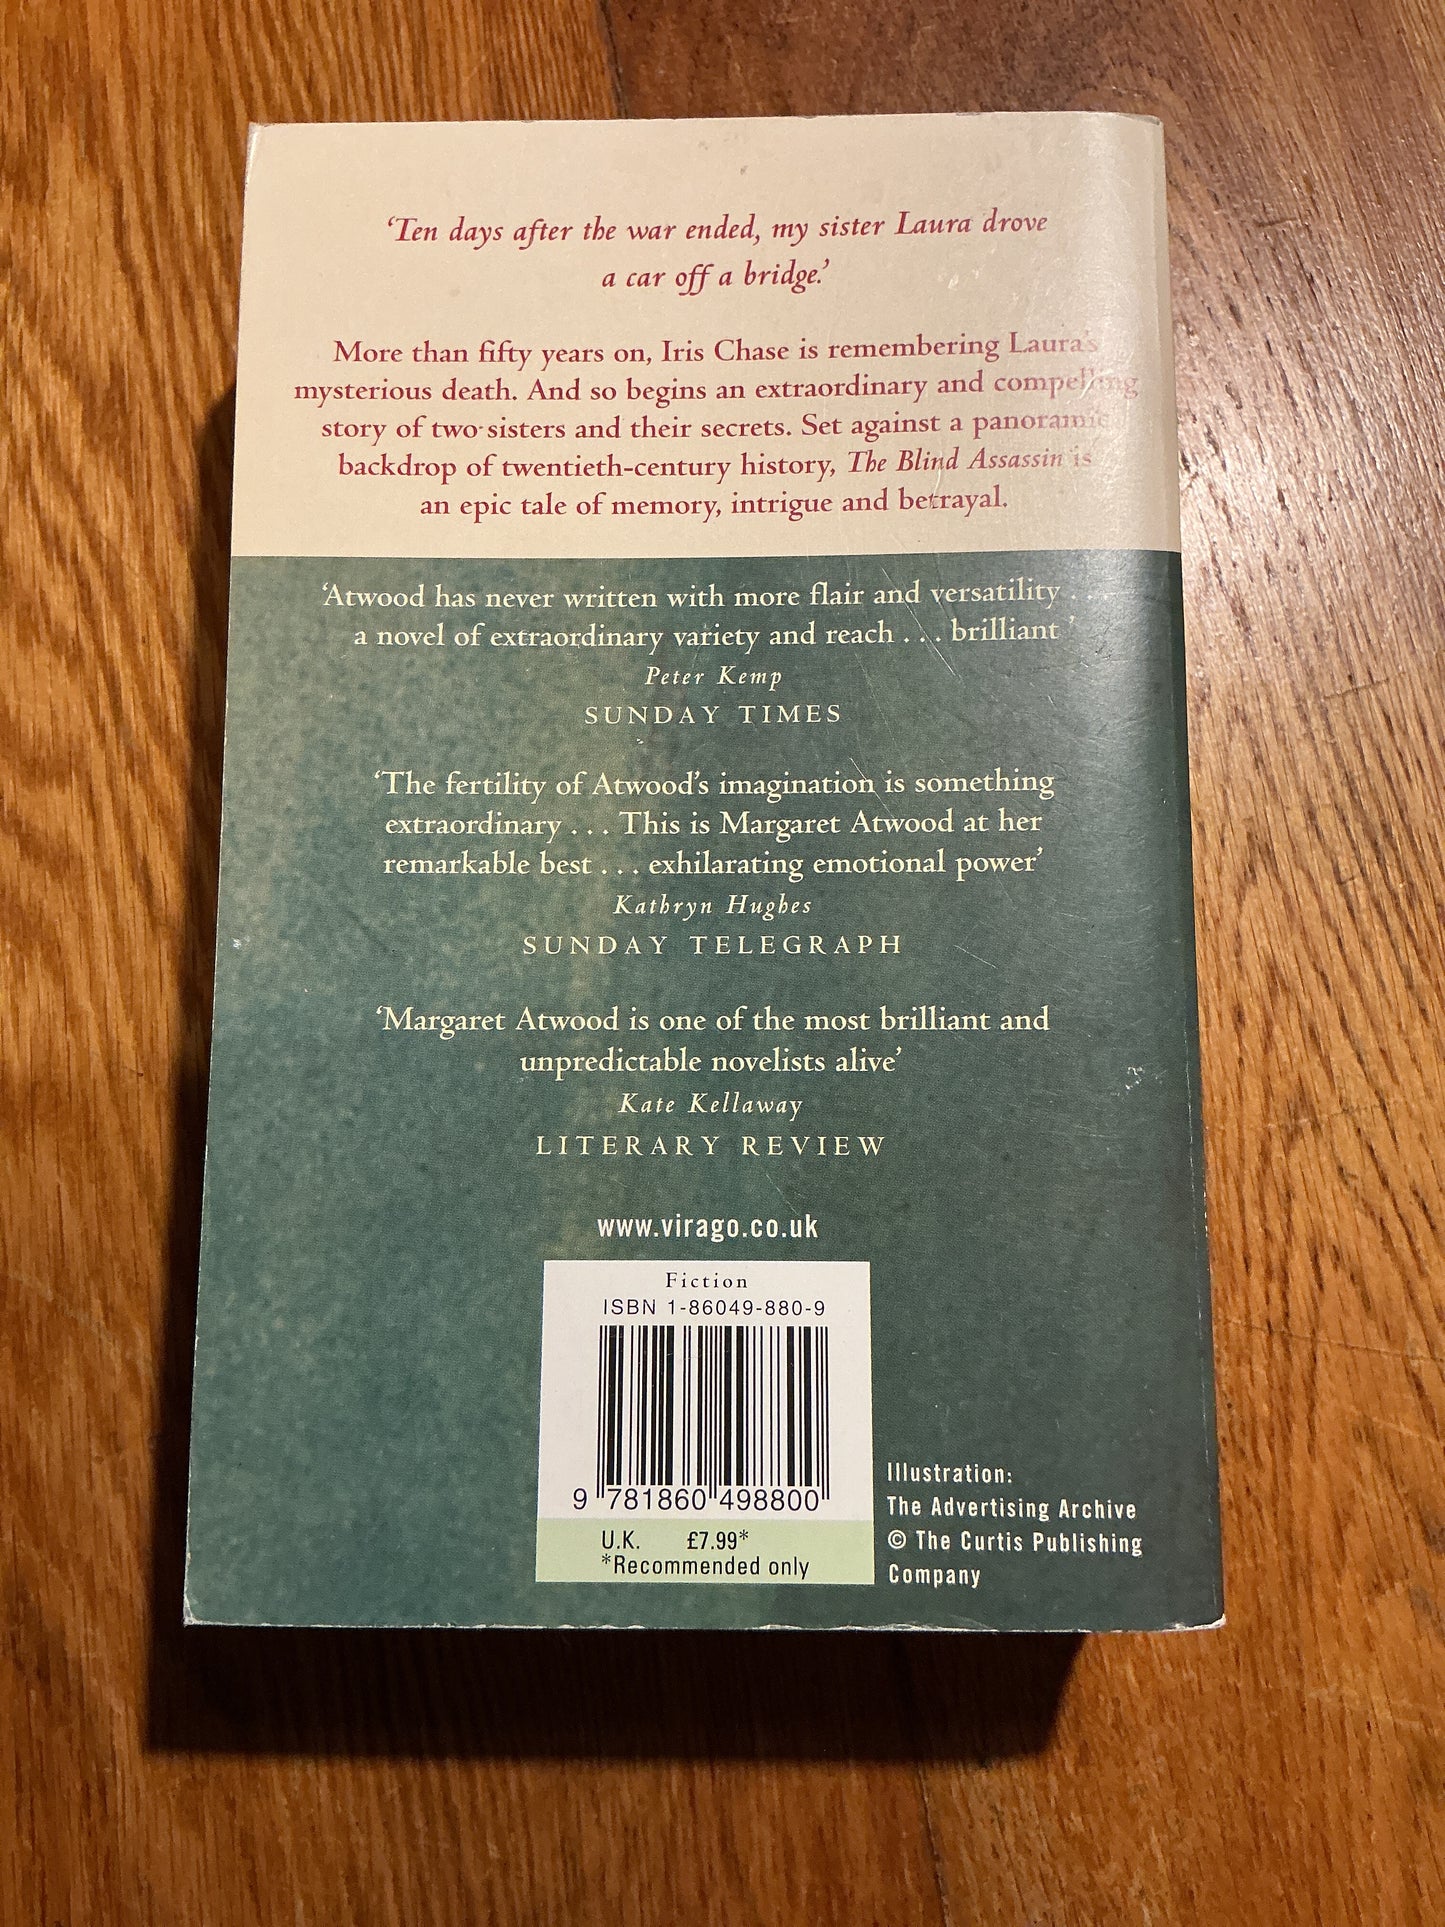 ‘Ten days after the war ended, my sister Laura drove
a car off a bridge.’
More than fifty years on, Iris Chase is remembering Laura’s
mysterious death. And so begins an extraordinary and compelling
story of two sisters and their secrets. Set against a panoramic
backdrop of twentieth-century history, The Blind Assassin is
an epic tale of memory, intrigue and betrayal.
‘Atwood has never written with more flair and versatility . . .
a novel of extraordinary variety and reach . . . brilliant ’
Peter Kemp
SUNDAY TIMES
‘The fertility of Atwood’s imagination is something
extraordinary . . . This is Margaret Atwood at her
remarkable best . . . exhilarating emotional power’
Kathryn Hughes
SUNDAY TELEGRAPH
‘Margaret Atwood is one of the most brilliant and
unpredictable novelists alive’
Kate Kellaway
LITERARY REVIEW
www.virago.co.uk
Fiction
ISBN 1-86049-880-9
9 781860 498800
U.K. £7.99*
*Recommended only
Illustration:
The Advertising Archive
© The Curtis Publishing
Company